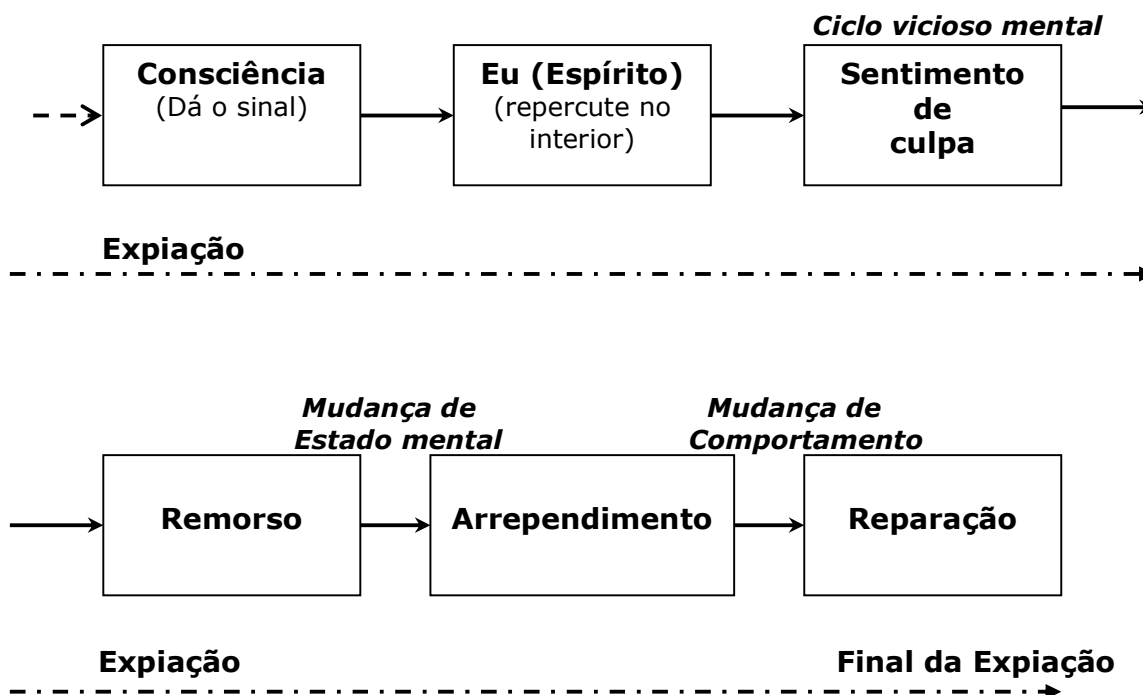 Ciclo vicioso mental
Consciência
(Dá o sinal)
Eu (Espírito)
(repercute no
interior)
Sentimento
de
culpa
Expiação
Mudança de
Estado mental
Mudança de
Comportamento
Remorso
Arrependimento
Reparação
Expiação
Final da Expiação